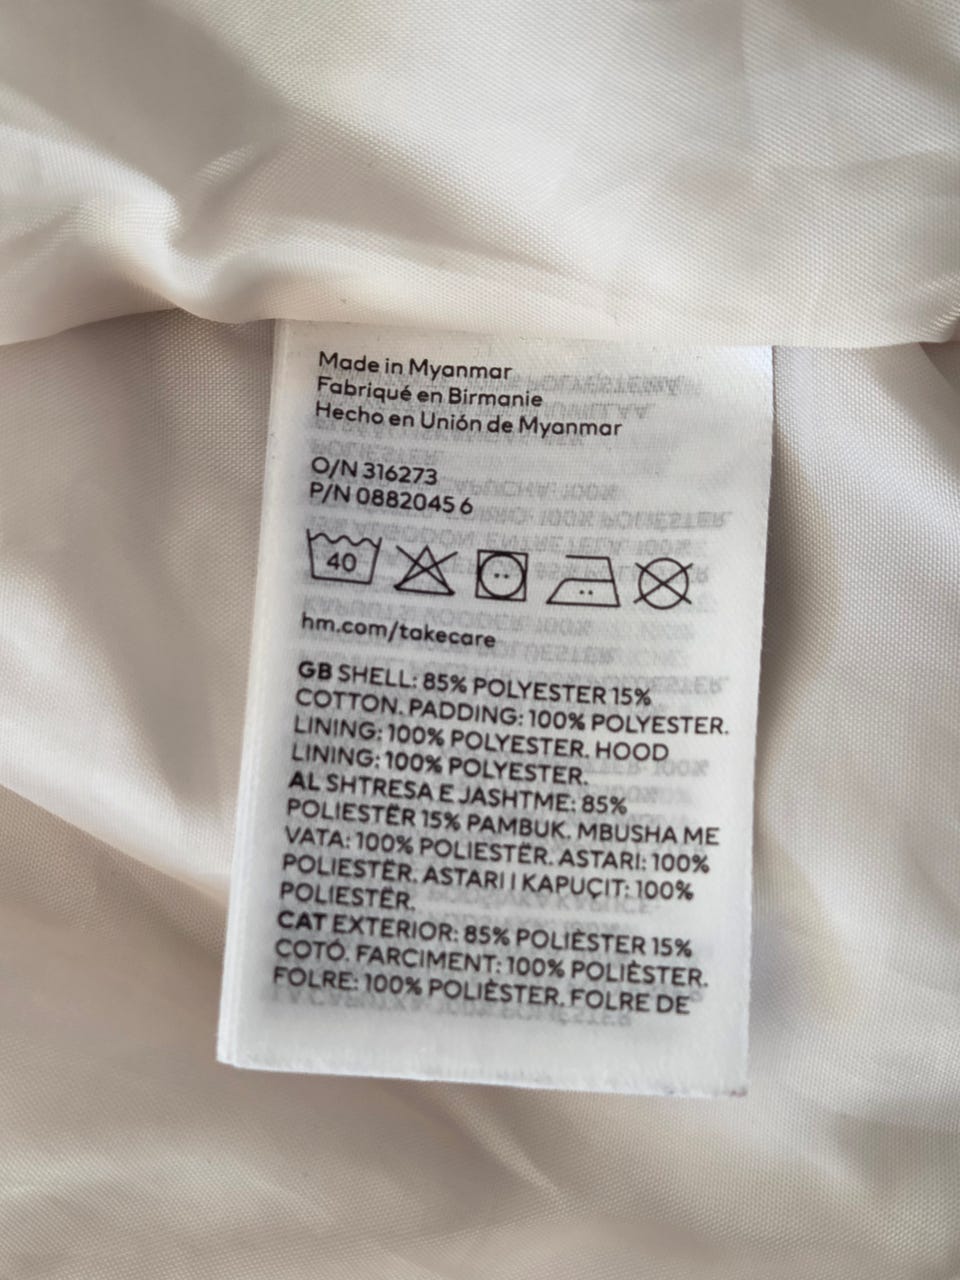 Made in Myanmar
Fabriqué en Birmanie
Hecho en Unión de Myanmar
O/N 316273
P/N 0882045 6
40
hm.com/takecare
GB SHELL: 85% POLYESTER 15%
COTTON. PADDING: 100% POLYESTER.
LINING: 100% POLYESTER. HOOD
LINING: 100% POLYESTER.
AL SHTRESA E JASHTME: 85%
POLIESTËR 15% PAMBUK. MBUSHA ME
VATA: 100% POLIESTËR. ASTARI: 100%
POLIESTËR. ASTARI I KAPUÇIT: 100%
POLIESTËR.
CAT EXTERIOR: 85% POLIÈSTER 15%
COTÓ. FARCIMENT: 100% POLIÈSTER.
FOLRE: 100% POLIÈSTER. FOLRE DE